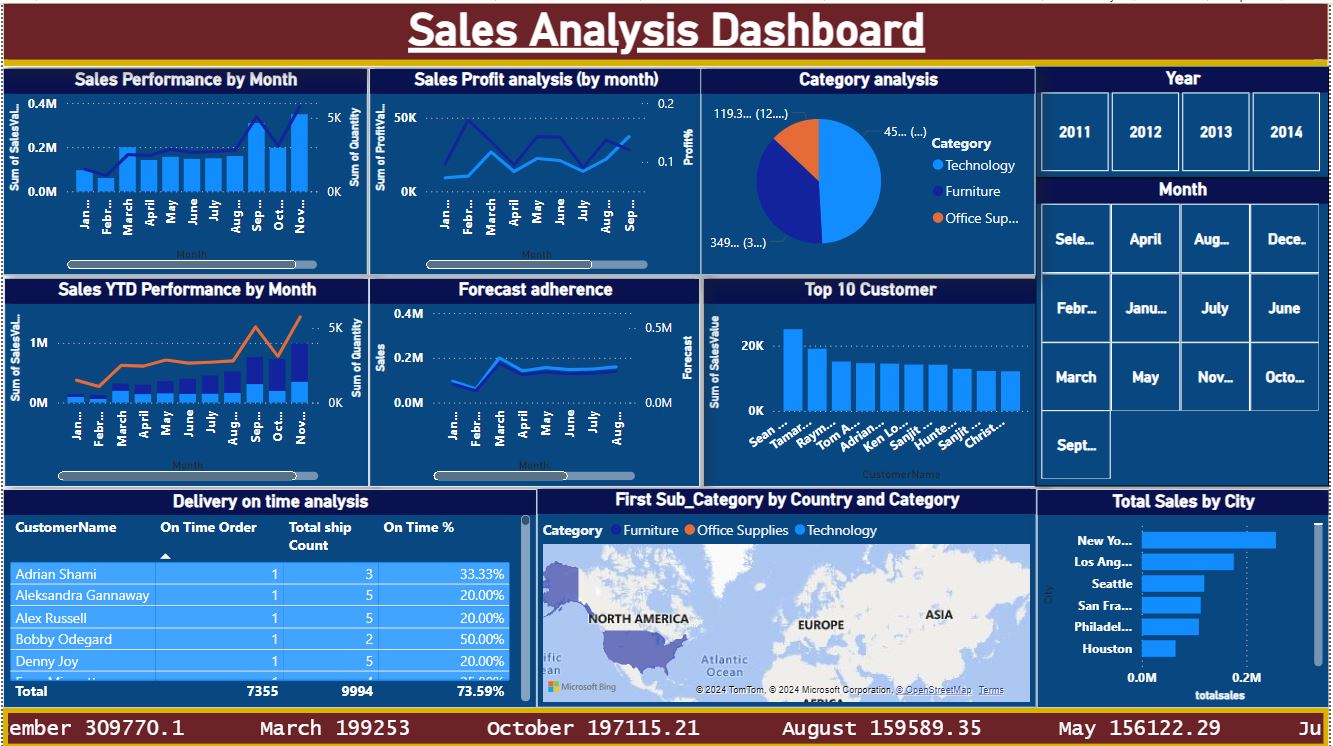 Sales Analysis Dashboard
Sales Performance by Month
0.4M
0.2M
0.0M
5K
0K
Sum of SalesVal...
Sum of Quantity
Jan...
Febr...
March
April
May
June
July
Aug...
Sep...
Oct...
Nov...
Month
Sales Profit analysis (by month)
50K
0K
0.2
0.1
Sum of ProfitVal...
Profit%
Jan...
Febr...
March
April
May
June
July
Aug...
Sep...
Month
Category analysis
119.3... (12....)
45... (...)
349... (3...)
Category
Technology
Furniture
Office Sup...
Year
2011 2012 2013 2014
Month
Sele... April Aug... Dece..
Febr... Janu... July June
March May Nov... Octo...
Sept...
Sales YTD Performance by Month
1M
0M
5K
0K
Sum of SalesVal...
Sum of Quantity
Jan...
Febr...
March
April
May
June
July
Aug...
Sep...
Oct...
Nov...
Month
Forecast adherence
0.4M
0.2M
0.0M
0.5M
0.0M
Sales
Forecast
Jan...
Febr...
March
April
May
June
July
Aug...
Month
Top 10 Customer
20K
0K
Sum of SalesValue
Sean ...
Tamar...
Raym...
Tom A...
Adrian...
Ken Lo...
Sanjit ...
Hunte...
Sanjit ...
Christ...
CustomerName
Delivery on time analysis
CustomerName On Time Order Total ship Count On Time %
Adrian Shami 1 3 33.33%
Aleksandra Gannaway 1 5 20.00%
Alex Russell 1 5 20.00%
Bobby Odegard 1 2 50.00%
Denny Joy 1 5 20.00%
Total 7355 9994 73.59%
First Sub_Category by Country and Category
Category Furniture Office Supplies Technology
NORTH AMERICA
EUROPE
ASIA
Atlantic
Ocean
ific
ean
AFRICA
Microsoft Bing
© 2024 TomTom, © 2024 Microsoft Corporation, © OpenStreetMap Terms
Total Sales by City
City
New Yo...
Los Ang...
Seattle
San Fra...
Philadel...
Houston
0.0M 0.2M
totalsales
ember 309770.1 March 199253 October 197115.21 August 159589.35 May 156122.29 Ju